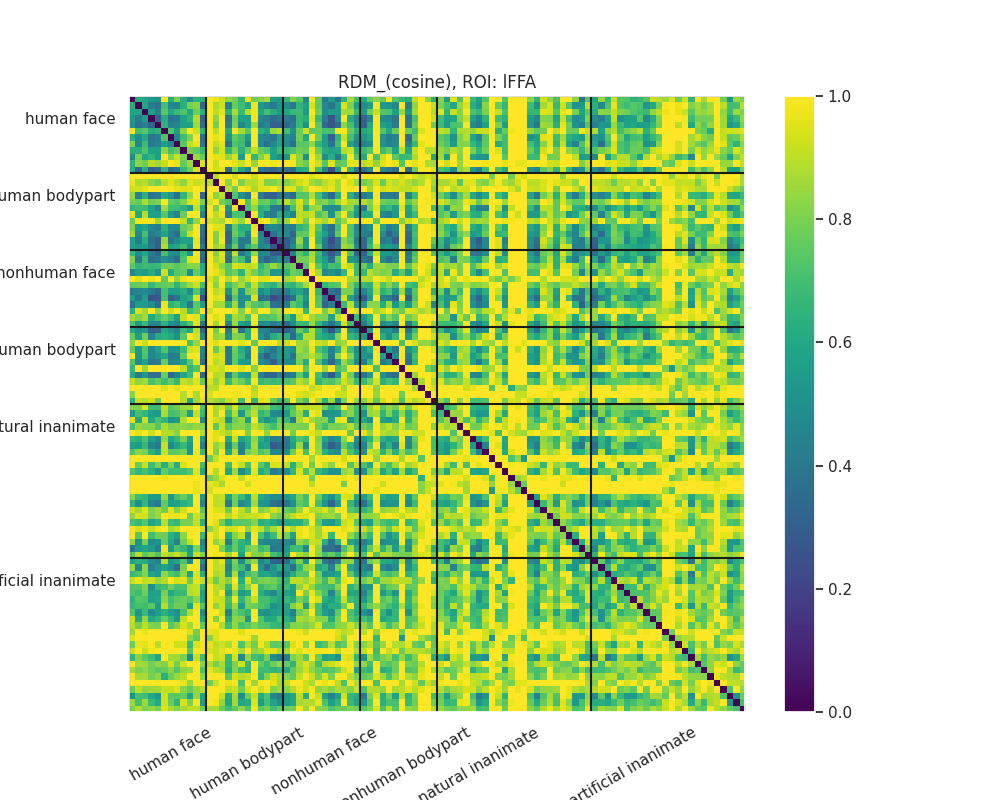 RDM_(cosine), ROI: lFFA
human face
uman bodypart
nonhuman face
uman bodypart
tural inanimate
ficial inanimate
1.0
0.8
0.6
0.4
0.2
0.0
human face
human bodypart
nonhuman face
onhuman bodypart
natural inanimate
artificial inanimate